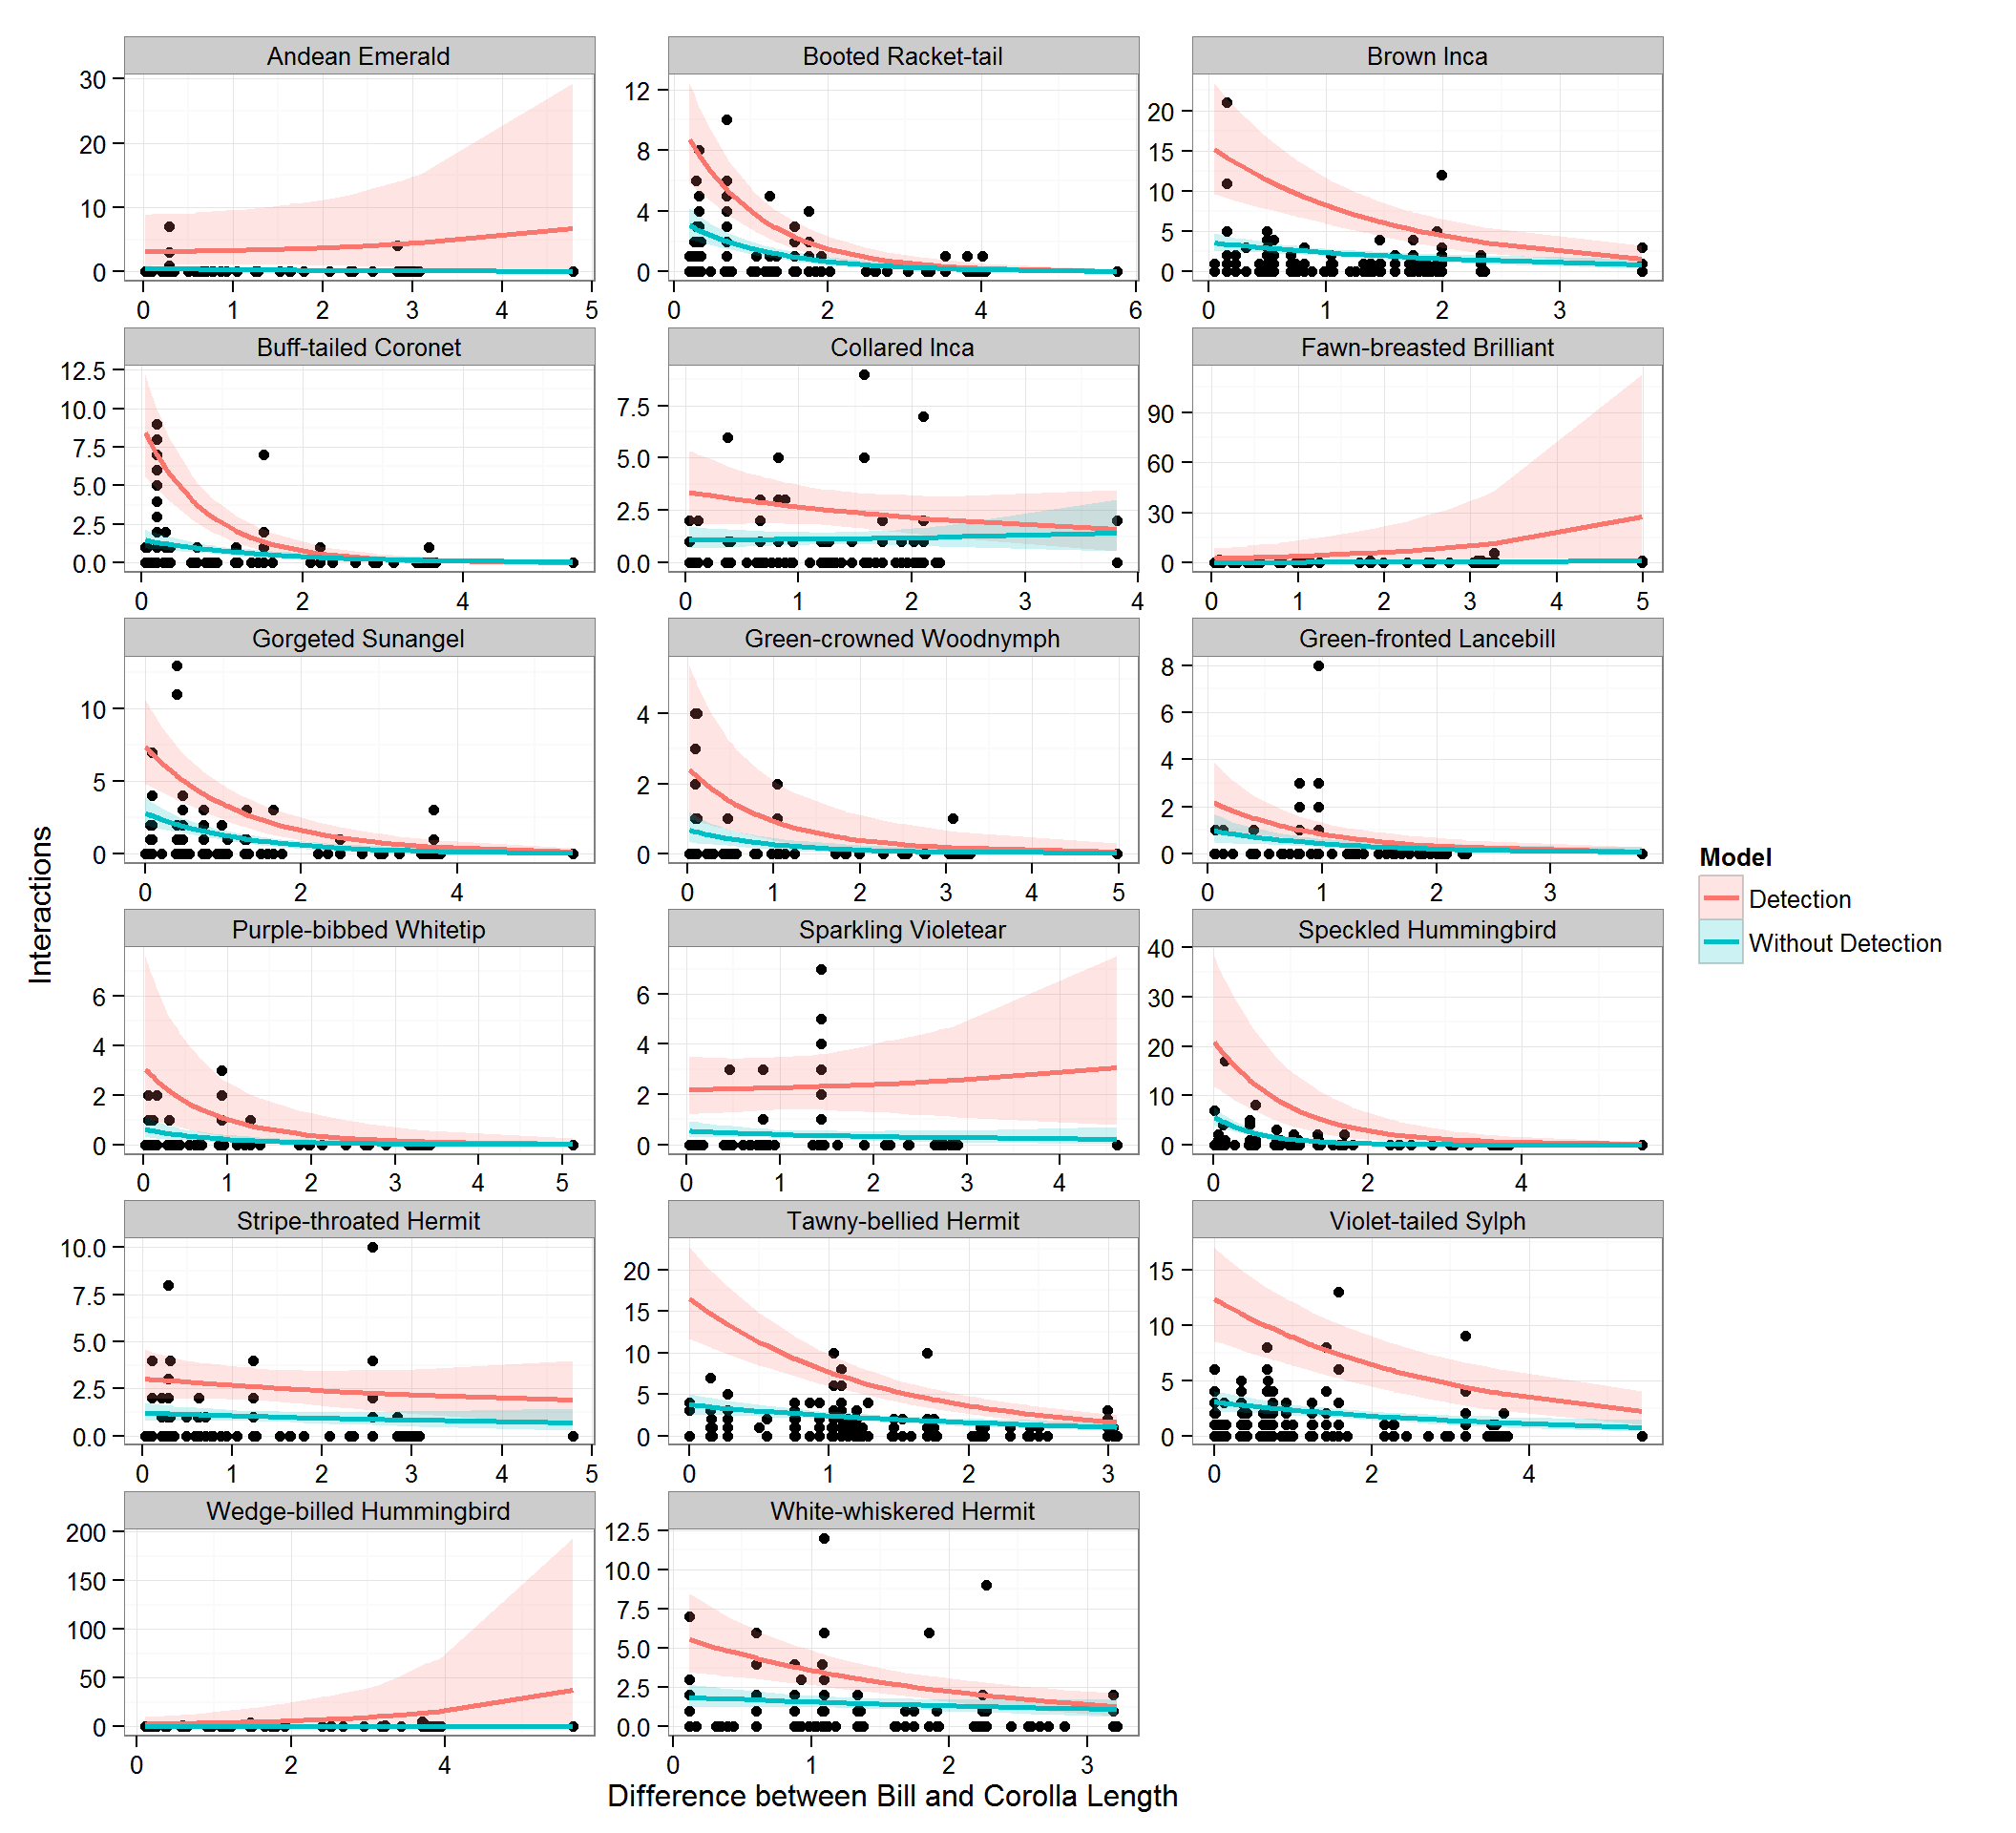 Andean Emerald Booted Racket-tail Brown Inca
30 12 20
20 8 15
10 4 10
0 0 5
0
0 1 2 3 4 5 0 2 4 6 0 1 2 3
Buff-tailed Coronet Collared Inca Fawn-breasted Brilliant
12.5 7.5 90
10.0 5.0 60
7.5 2.5 30
5.0 0.0 0
2.5
0.0
0 2 4 0 1 2 3 4 0 1 2 3 4 5
Gorgeted Sunangel Green-crowned Woodnymph Green-fronted Lancebill
10 4 8
5 2 6
0 0 4
2
0
0 2 4 0 1 2 3 4 5 0 1 2 3
Interactions
Model
Detection
Without Detection
Purple-bibbed Whitetip Sparkling Violetear Speckled Hummingbird
6 6 40
4 4 30
2 2 20
0 0 10
0
0 1 2 3 4 5 0 1 2 3 4 0 2 4
Stripe-throated Hermit Tawny-bellied Hermit Violet-tailed Sylph
10.0 20 15
7.5 15 10
5.0 10 5
2.5 5 0
0.0 0
0 1 2 3 4 5 0 1 2 3 0 2 4
Wedge-billed Hummingbird White-whiskered Hermit
200 12.5
150 10.0
100 7.5
50 5.0
0 2.5
0.0
0 2 4 0 1 2 3
Difference between Bill and Corolla Length